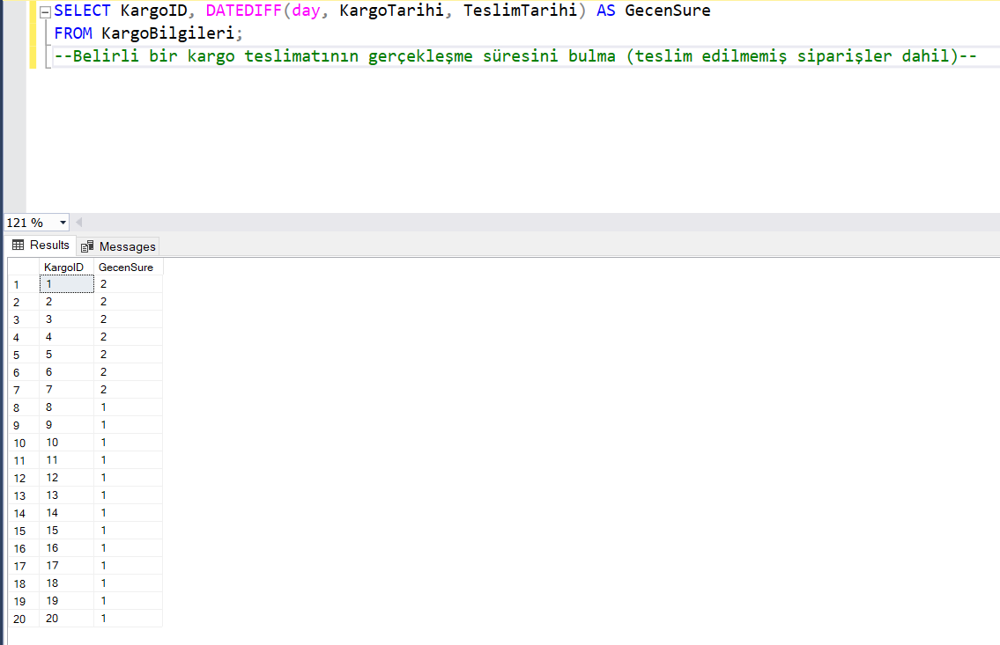 SELECT KargoID, DATEDIFF(day, KargoTarihi, TeslimTarihi) AS GecenSure
FROM KargoBilgileri;
--Belirli bir kargo teslimatının gerçekleşme süresini bulma (teslim edilmemiş siparişler dahil)--
121 %
Results Messages
KargoID GecenSure
1 1 2
2 2 2
3 3 2
4 4 2
5 5 2
6 6 2
7 7 2
8 8 1
9 9 1
10 10 1
11 11 1
12 12 1
13 13 1
14 14 1
15 15 1
16 16 1
17 17 1
18 18 1
19 19 1
20 20 1